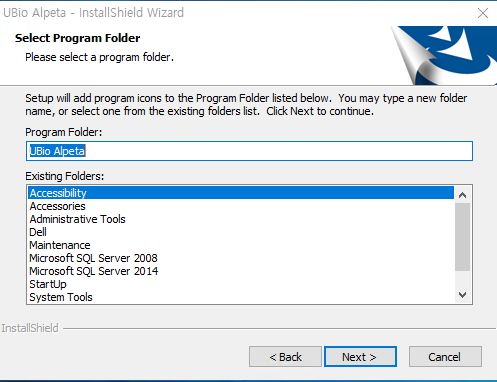 UBio Alpeta - InstallShield Wizard
Select Program Folder
Please select a program folder.
Setup will add program icons to the Program Folder listed below.  You may type a new folder
name, or select one from the existing folders list.  Click Next to continue.
Program Folder:
UBio Alpeta
Existing Folders:
Accessibility
Accessories
Administrative Tools
Dell
Maintenance
Microsoft SQL Server 2008
Microsoft SQL Server 2014
StartUp
System Tools
InstallShield
< Back
Next >
Cancel